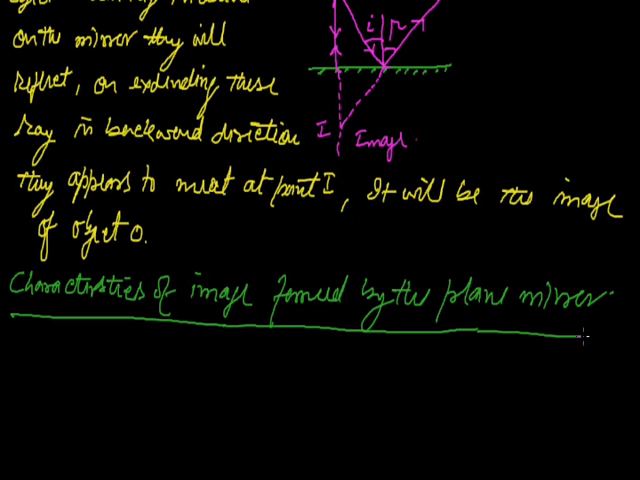 on the mirror they will
i r
reflect, on extinding these
ray in backward direction
I Image.
they appears to meet at point I, It will be the image
of object O.
Characteristics of image formed by the plane mirror.